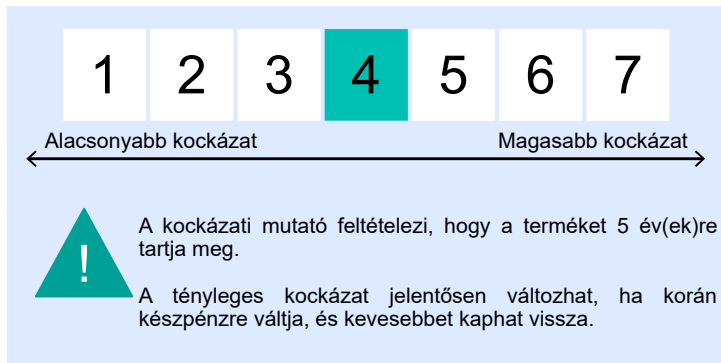 1 2 3 4 5 6 7
Alacsonyabb kockázat Magasabb kockázat
!
A kockázati mutató feltételezi, hogy a terméket 5 év(ek)re
tartja meg.
A tényleges kockázat jelentősen változhat, ha korán
készpénzre váltja, és kevesebbet kaphat vissza.